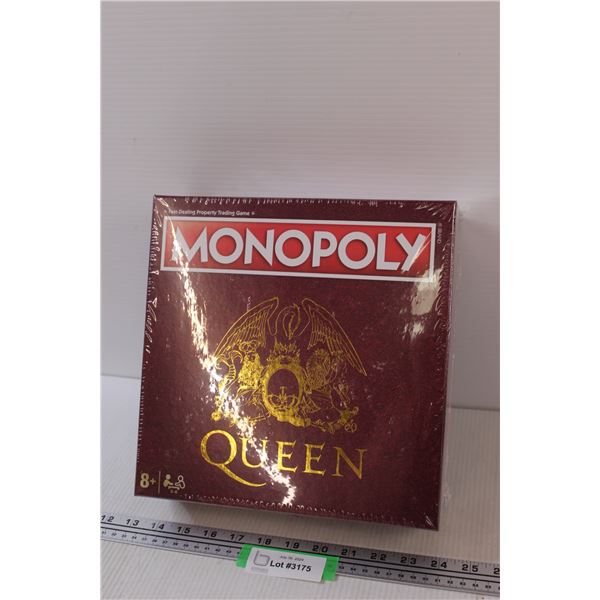 Fast-Dealing Property Trading Game
MONOPOLY
® BRAND
QUEEN
8+
12 13 14 15 16 17 18 19 20 21 22 23 24 25
Lot #3175